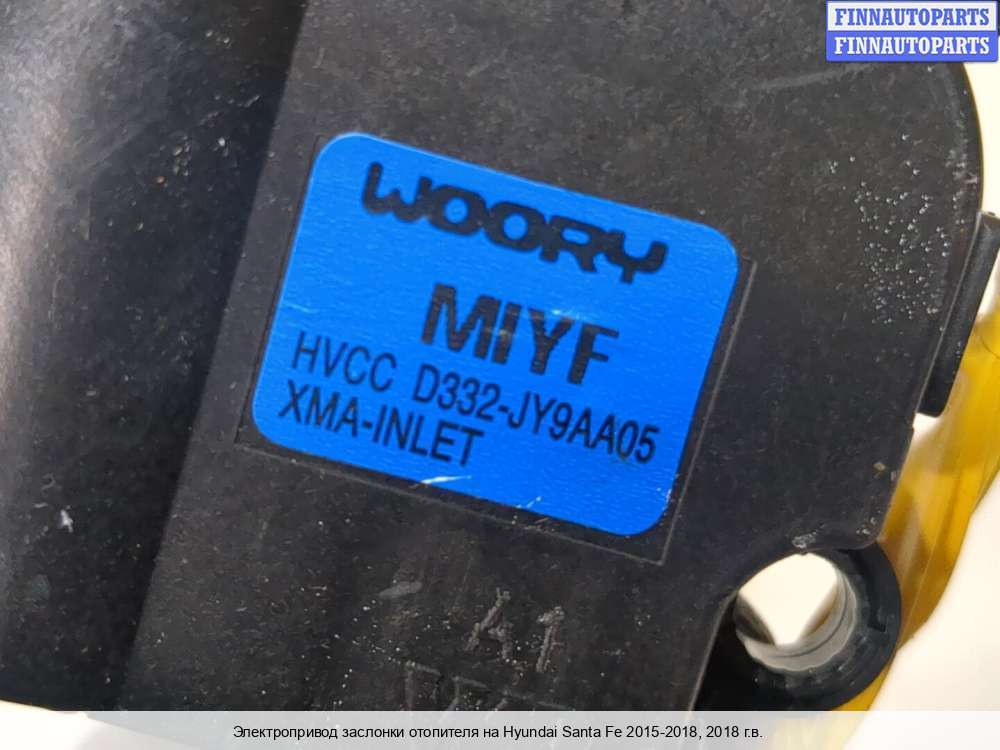 FINNAUTOPARTS
FINNAUTOPARTS
WOORY
MIYF
HVCC D332-JY9AA05
XMA-INLET
A1
Электропривод заслонки отопителя на Hyundai Santa Fe 2015-2018, 2018 г.в.